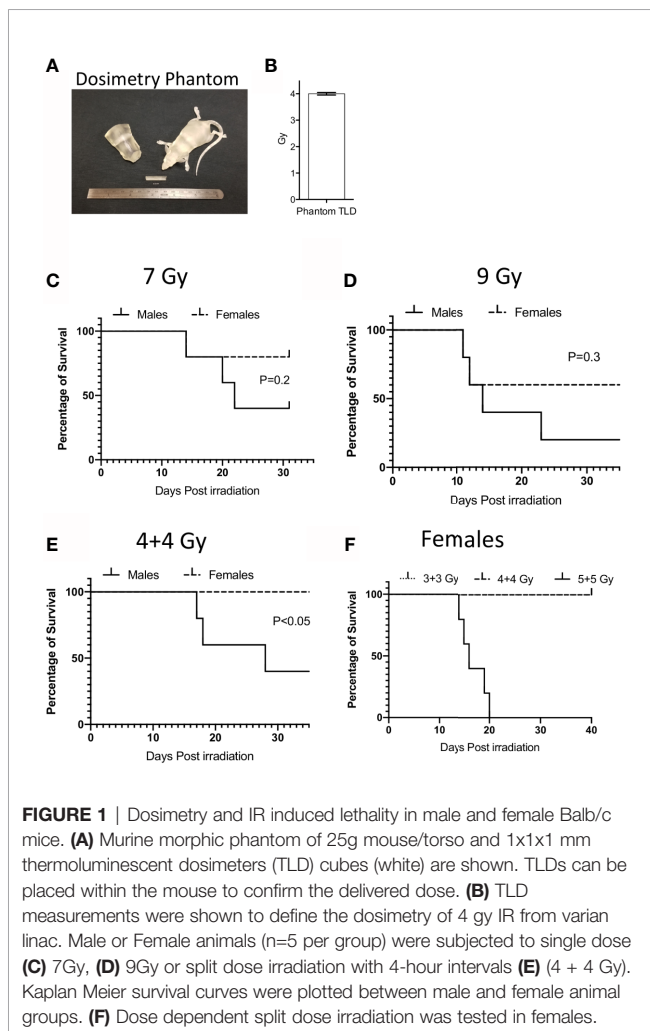 A
Dosimetry Phantom
B
Gy
4
3
2
1
0
Phantom TLD
C
7 Gy
Males Females
Percentage of Survival
100
50
0
P=0.2
0 10 20 30
Days Post irradiation
D
9 Gy
Males Females
Percentage of Survival
100
50
0
P=0.3
0 10 20 30
Days Post irradiation
E
4+4 Gy
Males Females
Percentage of Survival
100
50
0
P<0.05
0 10 20 30
Days Post irradiation
F
Females
3+3 Gy 4+4 Gy 5+5 Gy
Percentage of Survival
100
50
0
0 10 20 30 40
Days Post irradiation
FIGURE 1 | Dosimetry and IR induced lethality in male and female Balb/c
mice. (A) Murine morphic phantom of 25g mouse/torso and 1x1x1 mm
thermoluminescent dosimeters (TLD) cubes (white) are shown. TLDs can be
placed within the mouse to confirm the delivered dose. (B) TLD
measurements were shown to define the dosimetry of 4 gy IR from varian
linac. Male or Female animals (n=5 per group) were subjected to single dose
(C) 7Gy, (D) 9Gy or split dose irradiation with 4-hour intervals (E) (4 + 4 Gy).
Kaplan Meier survival curves were plotted between male and female animal
groups. (F) Dose dependent split dose irradiation was tested in females.